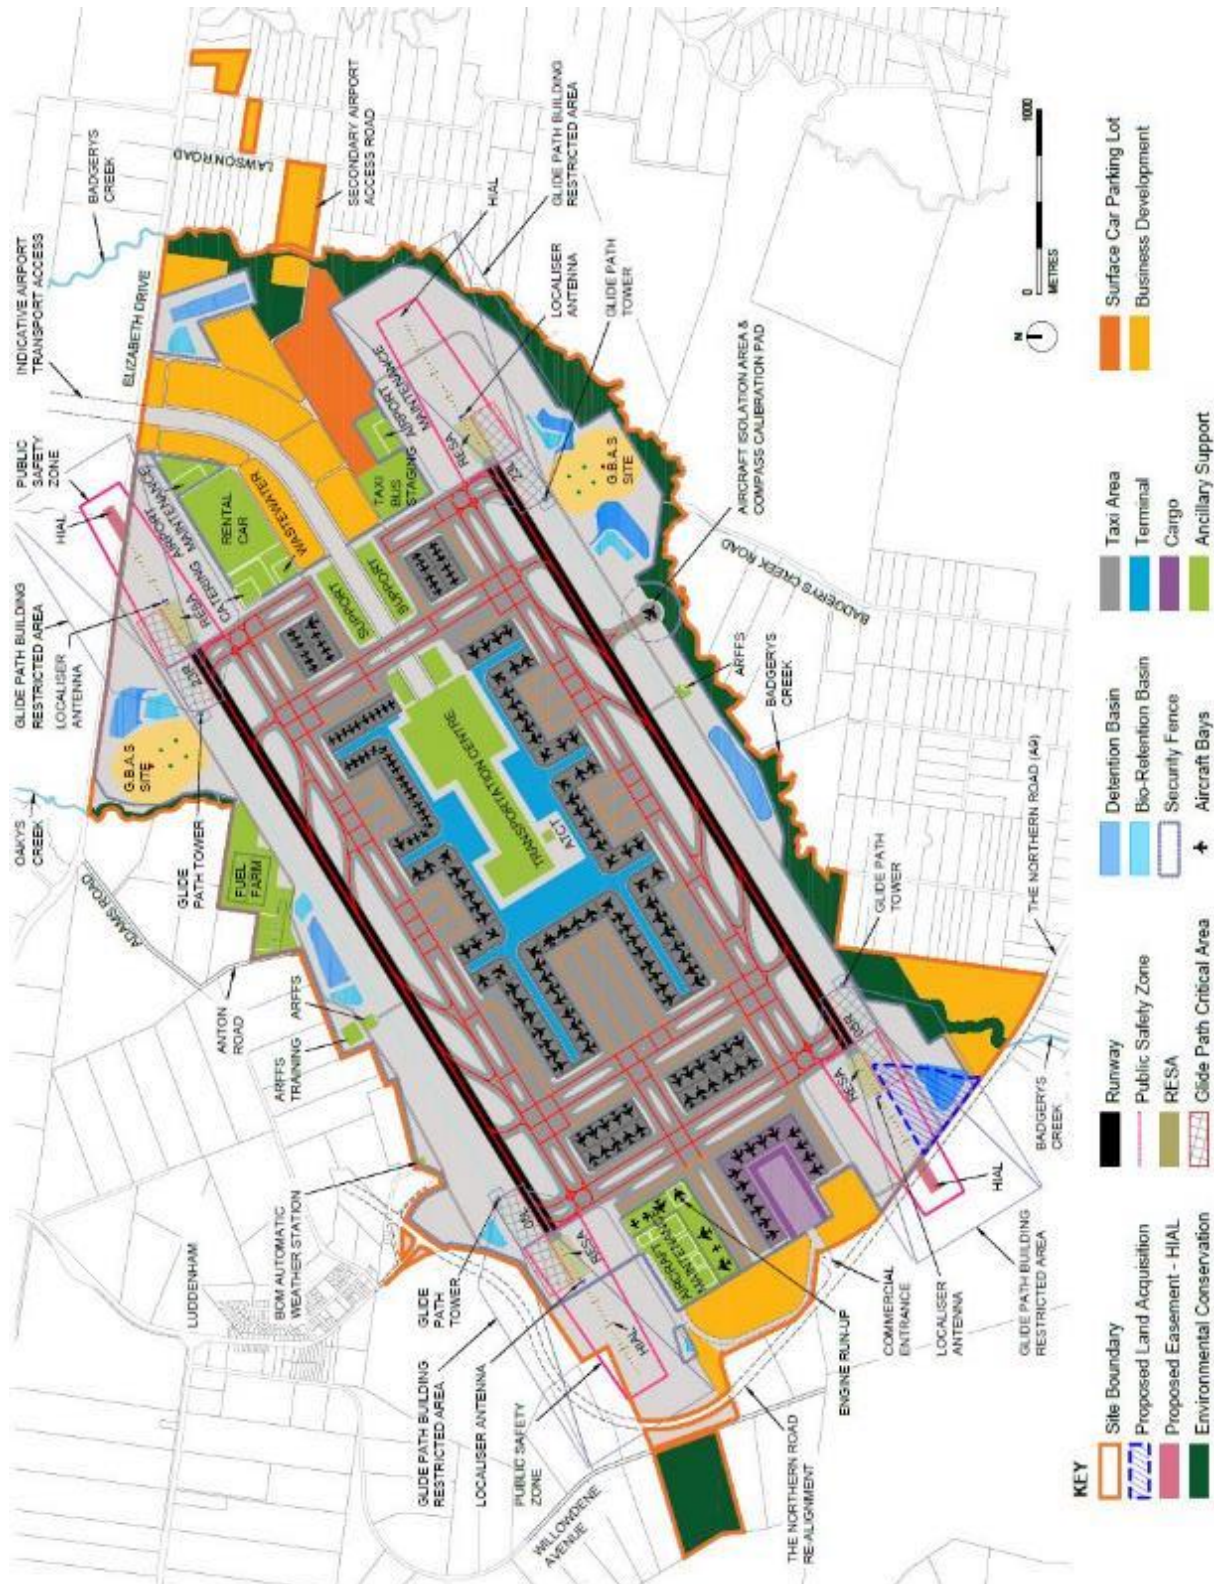 INDICATIVE AIRPORT
TRANSPORT ACCESS
BADGERYS
CREEK
LAWSON ROAD
SECONDARY AIRPORT
ACCESS ROAD
HIAL
GLIDE PATH BUILDING
RESTRICTED AREA
LOCALISER
ANTENNA
GLIDE PATH
TOWER
ELIZABETH DRIVE
PUBLIC
SAFETY
ZONE
HIAL
GLIDE PATH BUILDING
RESTRICTED AREA
LOCALISER
ANTENNA
OAKY'S
CREEK
ADAMS ROAD
G.B.A.S
SITE
23R
RESA
CATERING
AIRPORT
MAINTENANCE
RENTAL
CAR
WASTEWATER
SUPPORT
SUPPORT
TAXI
BUS
STAGING
AIRPORT
MAINTENANCE
RESA
23L
G.B.A.S
SITE
AIRCRAFT ISOLATION AREA &
COMPASS CALIBRATION PAD
BADGERYS CREEK ROAD
ARFFS
BADGERYS
CREEK
THE NORTHERN ROAD (A9)
GLIDE PATH
TOWER
TRANSPORTATION CENTRE
ATCT
GLIDE
PATH TOWER
FUEL
FARM
ANTON
ROAD
ARFFS
ARFFS
TRAINING
BOM AUTOMATIC
WEATHER STATION
LUDDENHAM
GLIDE
PATH
TOWER
GLIDE PATH BUILDING
RESTRICTED AREA
LOCALISER ANTENNA
PUBLIC SAFETY
ZONE
WILLOWDENE
AVENUE
THE NORTHERN ROAD
RE-ALIGNMENT
05L
RESA
HIAL
AIRCRAFT
ENGINE RUN-UP
COMMERCIAL
ENTRANCE
LOCALISER
ANTENNA
GLIDE PATH BUILDING
RESTRICTED AREA
HIAL
RESA
05R
BADGERYS
CREEK
N
0
1000
METRES
KEY
Site Boundary
Proposed Land Acquisition
Proposed Easement - HIAL
Environmental Conservation
Runway
Public Safety Zone
RESA
Glide Path Critical Area
Detention Basin
Bio-Retention Basin
Security Fence
Aircraft Bays
Taxi Area
Terminal
Cargo
Ancillary Support
Surface Car Parking Lot
Business Development